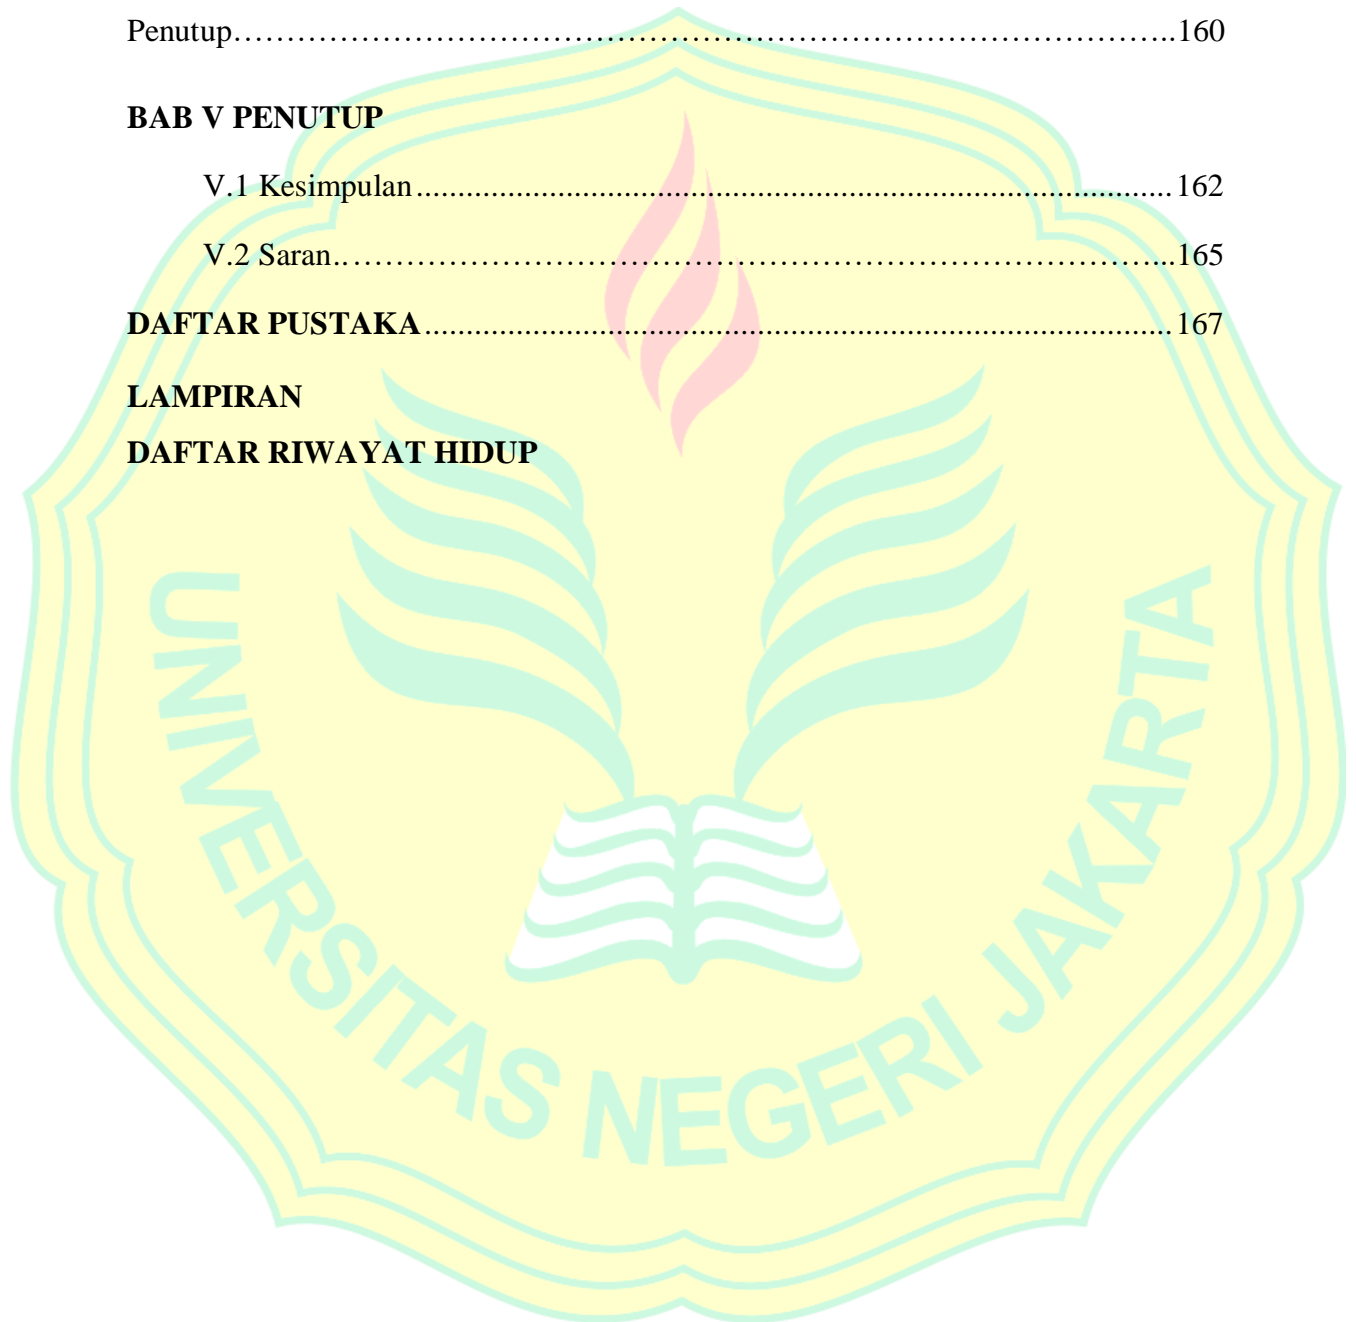 Penutup……………………………………………………………………………..160
BAB V PENUTUP
V.1 Kesimpulan....................................................................................................162
V.2 Saran..……………………………………………………………………...165
DAFTAR PUSTAKA....................................................................................................167
LAMPIRAN
DAFTAR RIWAYAT HIDUP
UNIVERSITAS NEGERI JAKARTA